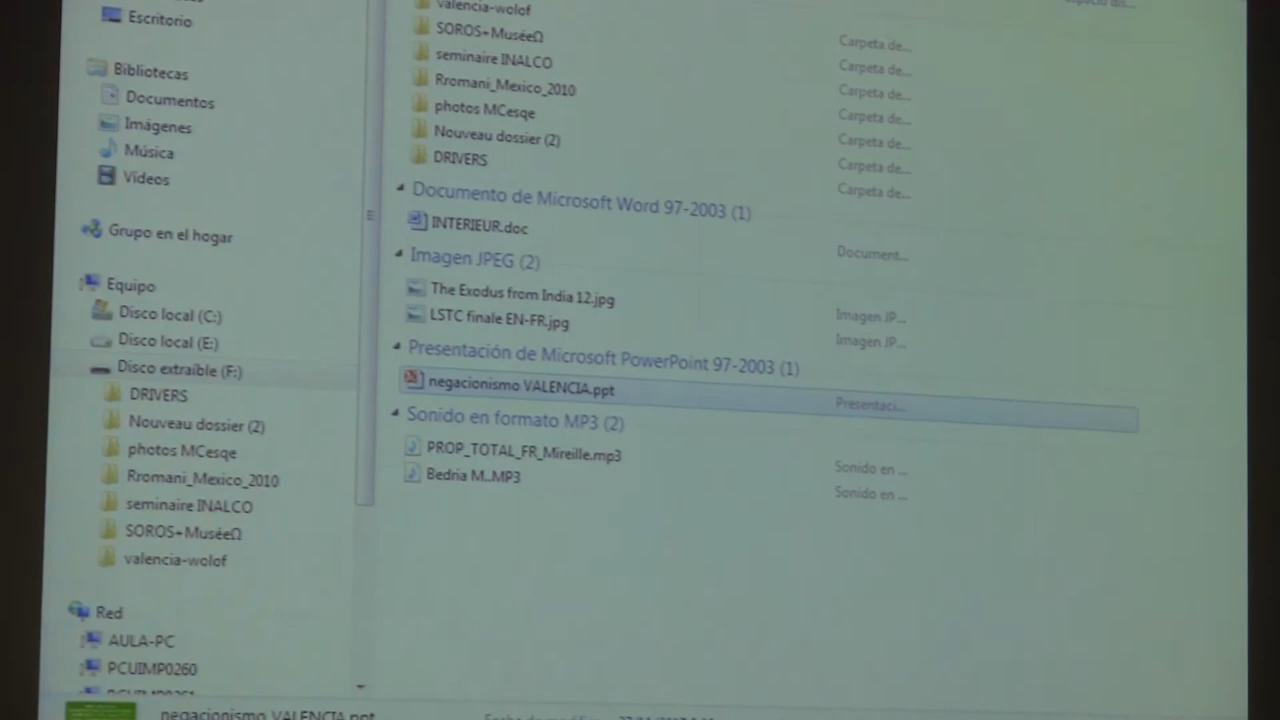 Escritorio
Bibliotecas
Documentos
Imágenes
Música
Vídeos
Grupo en el hogar
Equipo
Disco local (C:)
Disco local (E:)
Disco extraíble (F:)
DRIVERS
Nouveau dossier (2)
photos MCesqe
Rromani_Mexico_2010
seminaire INALCO
SOROS+MuséeΩ
valencia-wolof
Red
AULA-PC
PCUIMP0260
valencia-wolof
SOROS+MuséeΩ Carpeta de...
seminaire INALCO Carpeta de...
Rromani_Mexico_2010 Carpeta de...
photos MCesqe Carpeta de...
Nouveau dossier (2) Carpeta de...
DRIVERS Carpeta de...
Carpeta de...
Documento de Microsoft Word 97-2003 (1)
INTERIEUR.doc Document...
Imagen JPEG (2)
The Exodus from India 12.jpg Imagen JP...
LSTC finale EN-FR.jpg Imagen JP...
Presentación de Microsoft PowerPoint 97-2003 (1)
negacionismo VALENCIA.ppt Presentaci...
Sonido en formato MP3 (2)
PROP_TOTAL_FR_Mireille.mp3 Sonido en ...
Bedria M..MP3 Sonido en ...
negacionismo VALENCIA.ppt